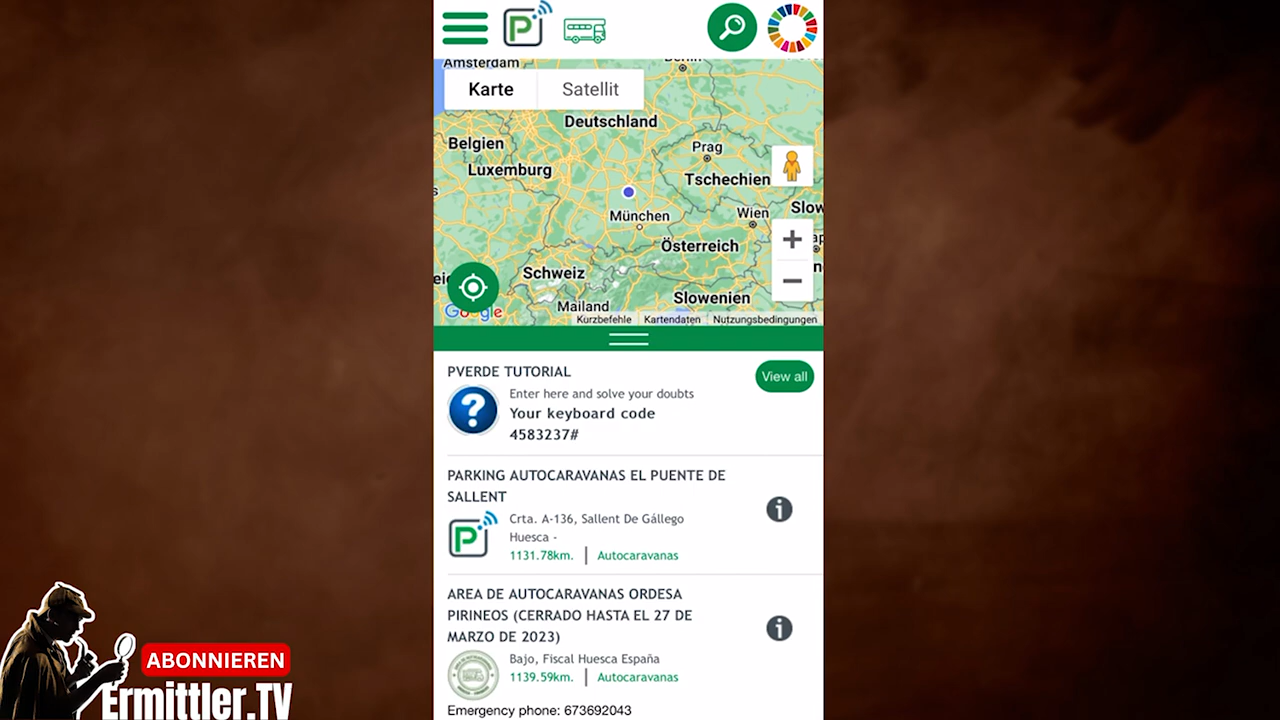 P
Amsterdam
Berlin
Karte
Satellit
Deutschland
Belgien
Prag
Luxemburg
Tschechien
München
Wien
Slow
Österreich
Schweiz
Slowenien
Mailand
Google
Kurzbefehle
Kartendaten
Nutzungsbedingungen
PVERDE TUTORIAL
View all
Enter here and solve your doubts
Your keyboard code
4583237#
PARKING AUTOCARAVANAS EL PUENTE DE
SALLENT
Crta. A-136, Sallent De Gállego
Huesca -
1131.78km. | Autocaravanas
AREA DE AUTOCARAVANAS ORDESA
PIRINEOS (CERRADO HASTA EL 27 DE
MARZO DE 2023)
Bajo, Fiscal Huesca España
1139.59km. | Autocaravanas
Emergency phone: 673692043
ABONNIEREN
Ermittler.TV